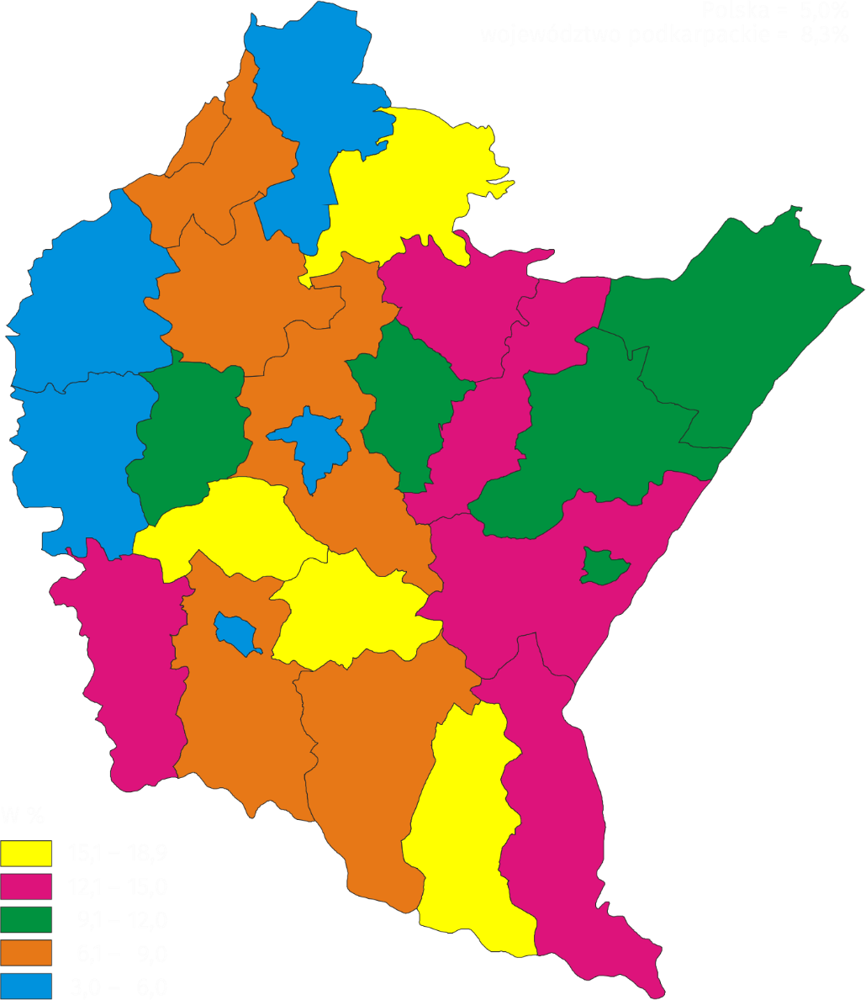 Polska = 5,0%
województwo podkarpackie = 8,3%
W %
15,1 – 18,9
12,1 – 15,0
9,1 – 12,0
6,1 – 9,0
3,0 – 6,0